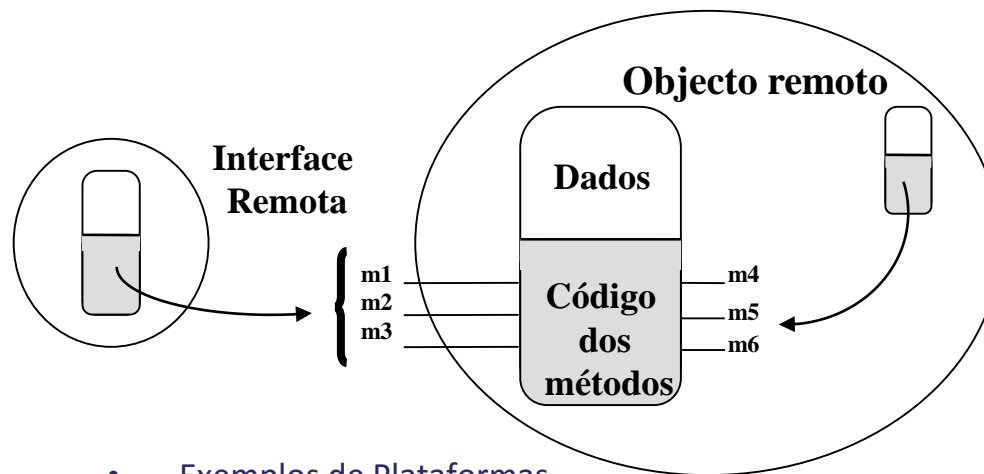 Objecto remoto
Interface
Remota
Dados
m1
m2
m3
Código
dos
métodos
m4
m5
m6
• Exemplos de Plataformas